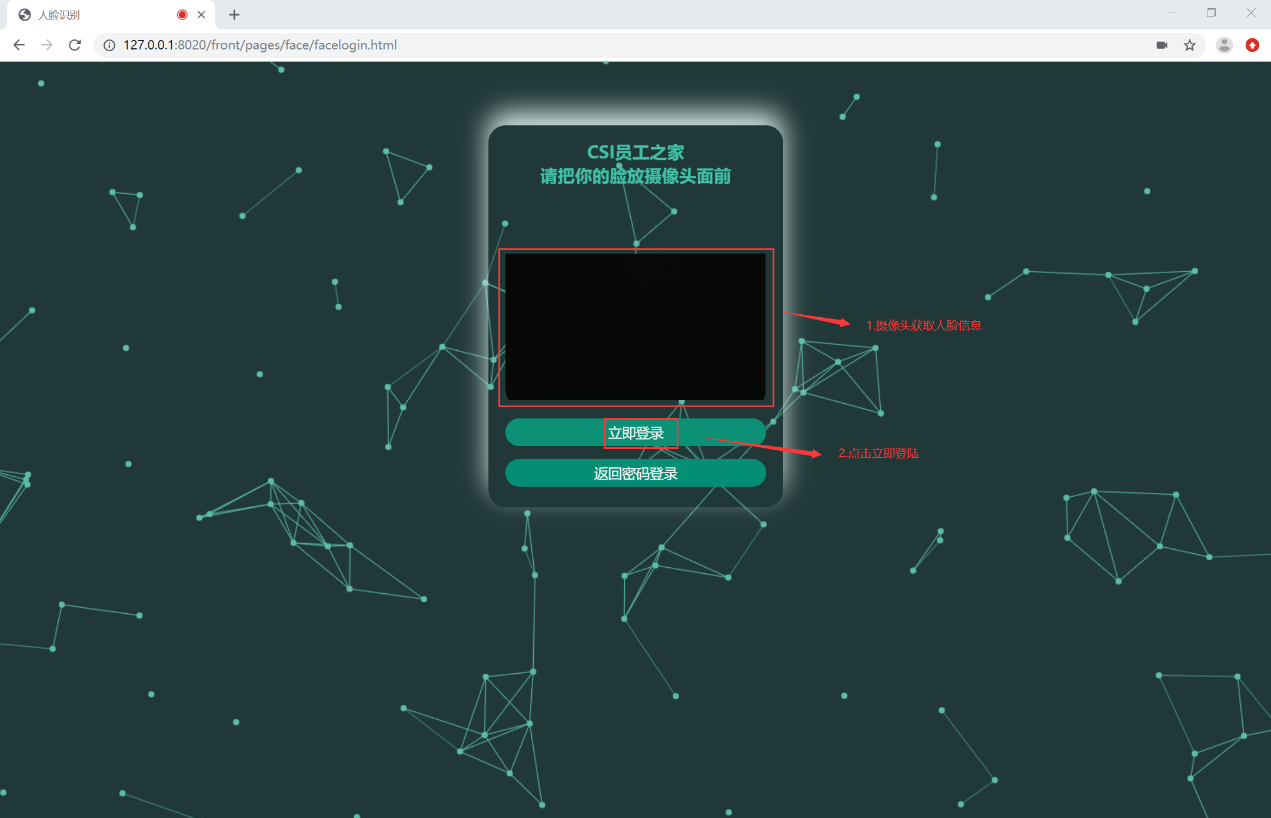 人脸识别
127.0.0.1:8020/front/pages/face/facelogin.html
CSI员工之家
请把你的脸放摄像头面前
1.摄像头获取人脸信息
立即登录
2.点击立即登陆
返回密码登录